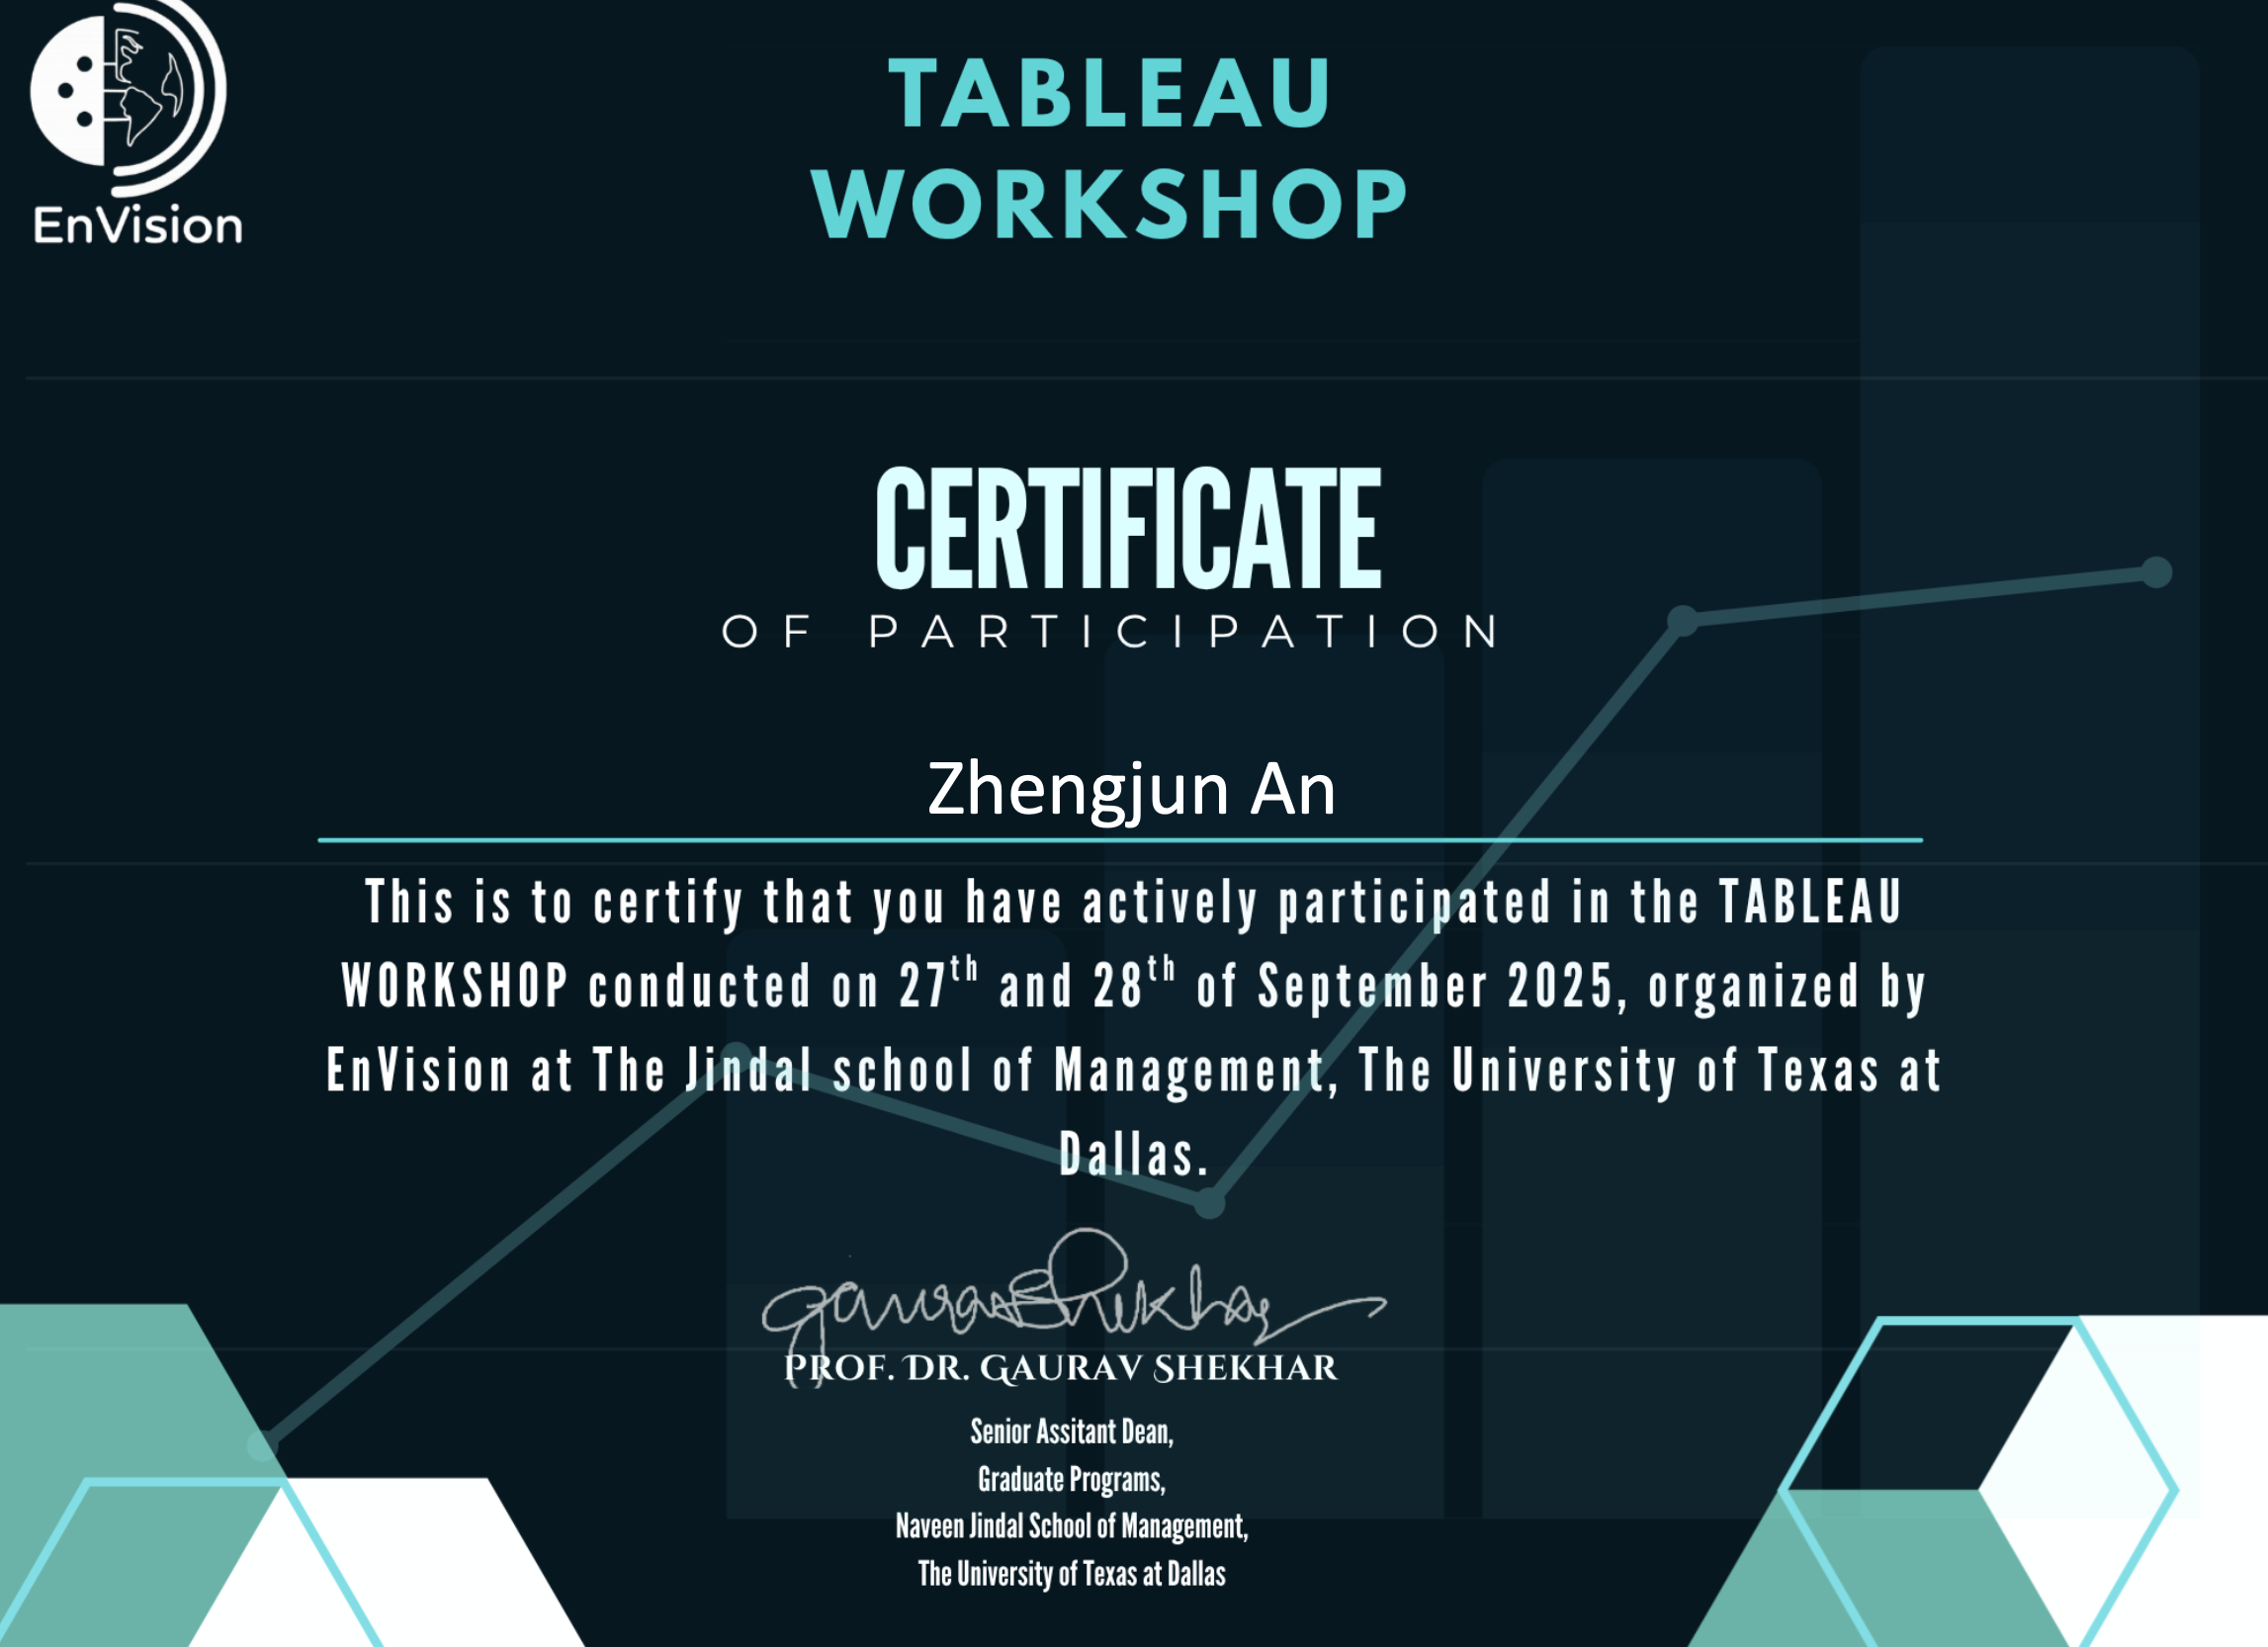 EnVision
TABLEAU
WORKSHOP
CERTIFICATE
OF PARTICIPATION
Zhengjun An
This is to certify that you have actively participated in the TABLEAU
WORKSHOP conducted on 27th and 28th of September 2025, organized by
EnVision at The Jindal school of Management, The University of Texas at
Dallas.
Gaurav Shekhar
PROF. DR. GAURAV SHEKHAR
Senior Assitant Dean,
Graduate Programs,
Naveen Jindal School of Management,
The University of Texas at Dallas